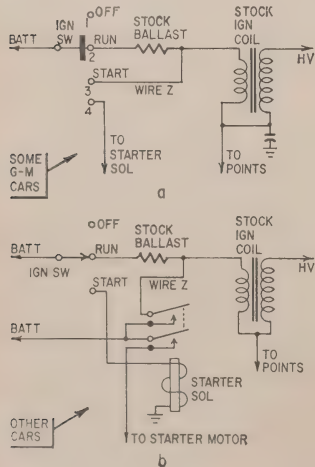 OFF
STOCK
IGN
COIL
BATT
IGN
SW
RUN
2
STOCK
BALLAST
HV
START
3
WIRE Z
4
TO
STARTER
SOL
TO
POINTS
SOME
G-M
CARS
a
OFF
BATT
RUN
STOCK
BALLAST
STOCK
IGN
COIL
HV
IGN SW
START
WIRE Z
BATT
TO
POINTS
STARTER
SOL
OTHER
CARS
TO STARTER MOTOR
b